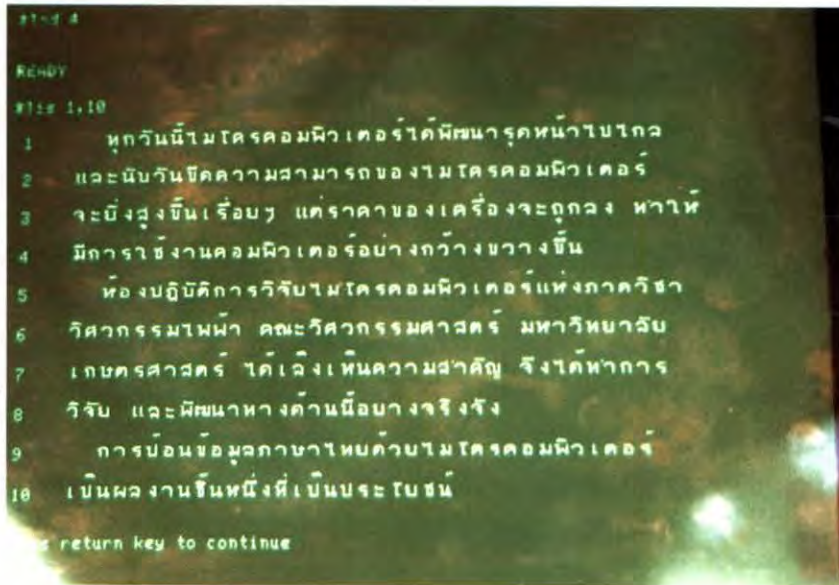 READY
1 ทุกวันนี้ไมโครคอมพิวเตอร์ได้พัฒนารุดหน้าไปไกล
2 และนับวันขีดความสามารถของไมโครคอมพิวเตอร์
3 จะยิ่งสูงขึ้นเรื่อยๆ แต่ราคาของเครื่องจะถูกลง ทำให้
4 มีการใช้งานคอมพิวเตอร์อย่างกว้างขวางขึ้น
5 ห้องปฏิบัติการวิจัยไมโครคอมพิวเตอร์แห่งภาควิชา
6 วิศวกรรมไฟฟ้า คณะวิศวกรรมศาสตร์ มหาวิทยาลัย
7 เกษตรศาสตร์ ได้เล็งเห็นความสำคัญ จึงได้ทำการ
8 วิจัย และพัฒนาทางด้านนี้อย่างจริงจัง
9 การป้อนข้อมูลภาษาไทยด้วยไมโครคอมพิวเตอร์
10 เป็นผลงานชิ้นหนึ่งที่เป็นประโยชน์
return key to continue